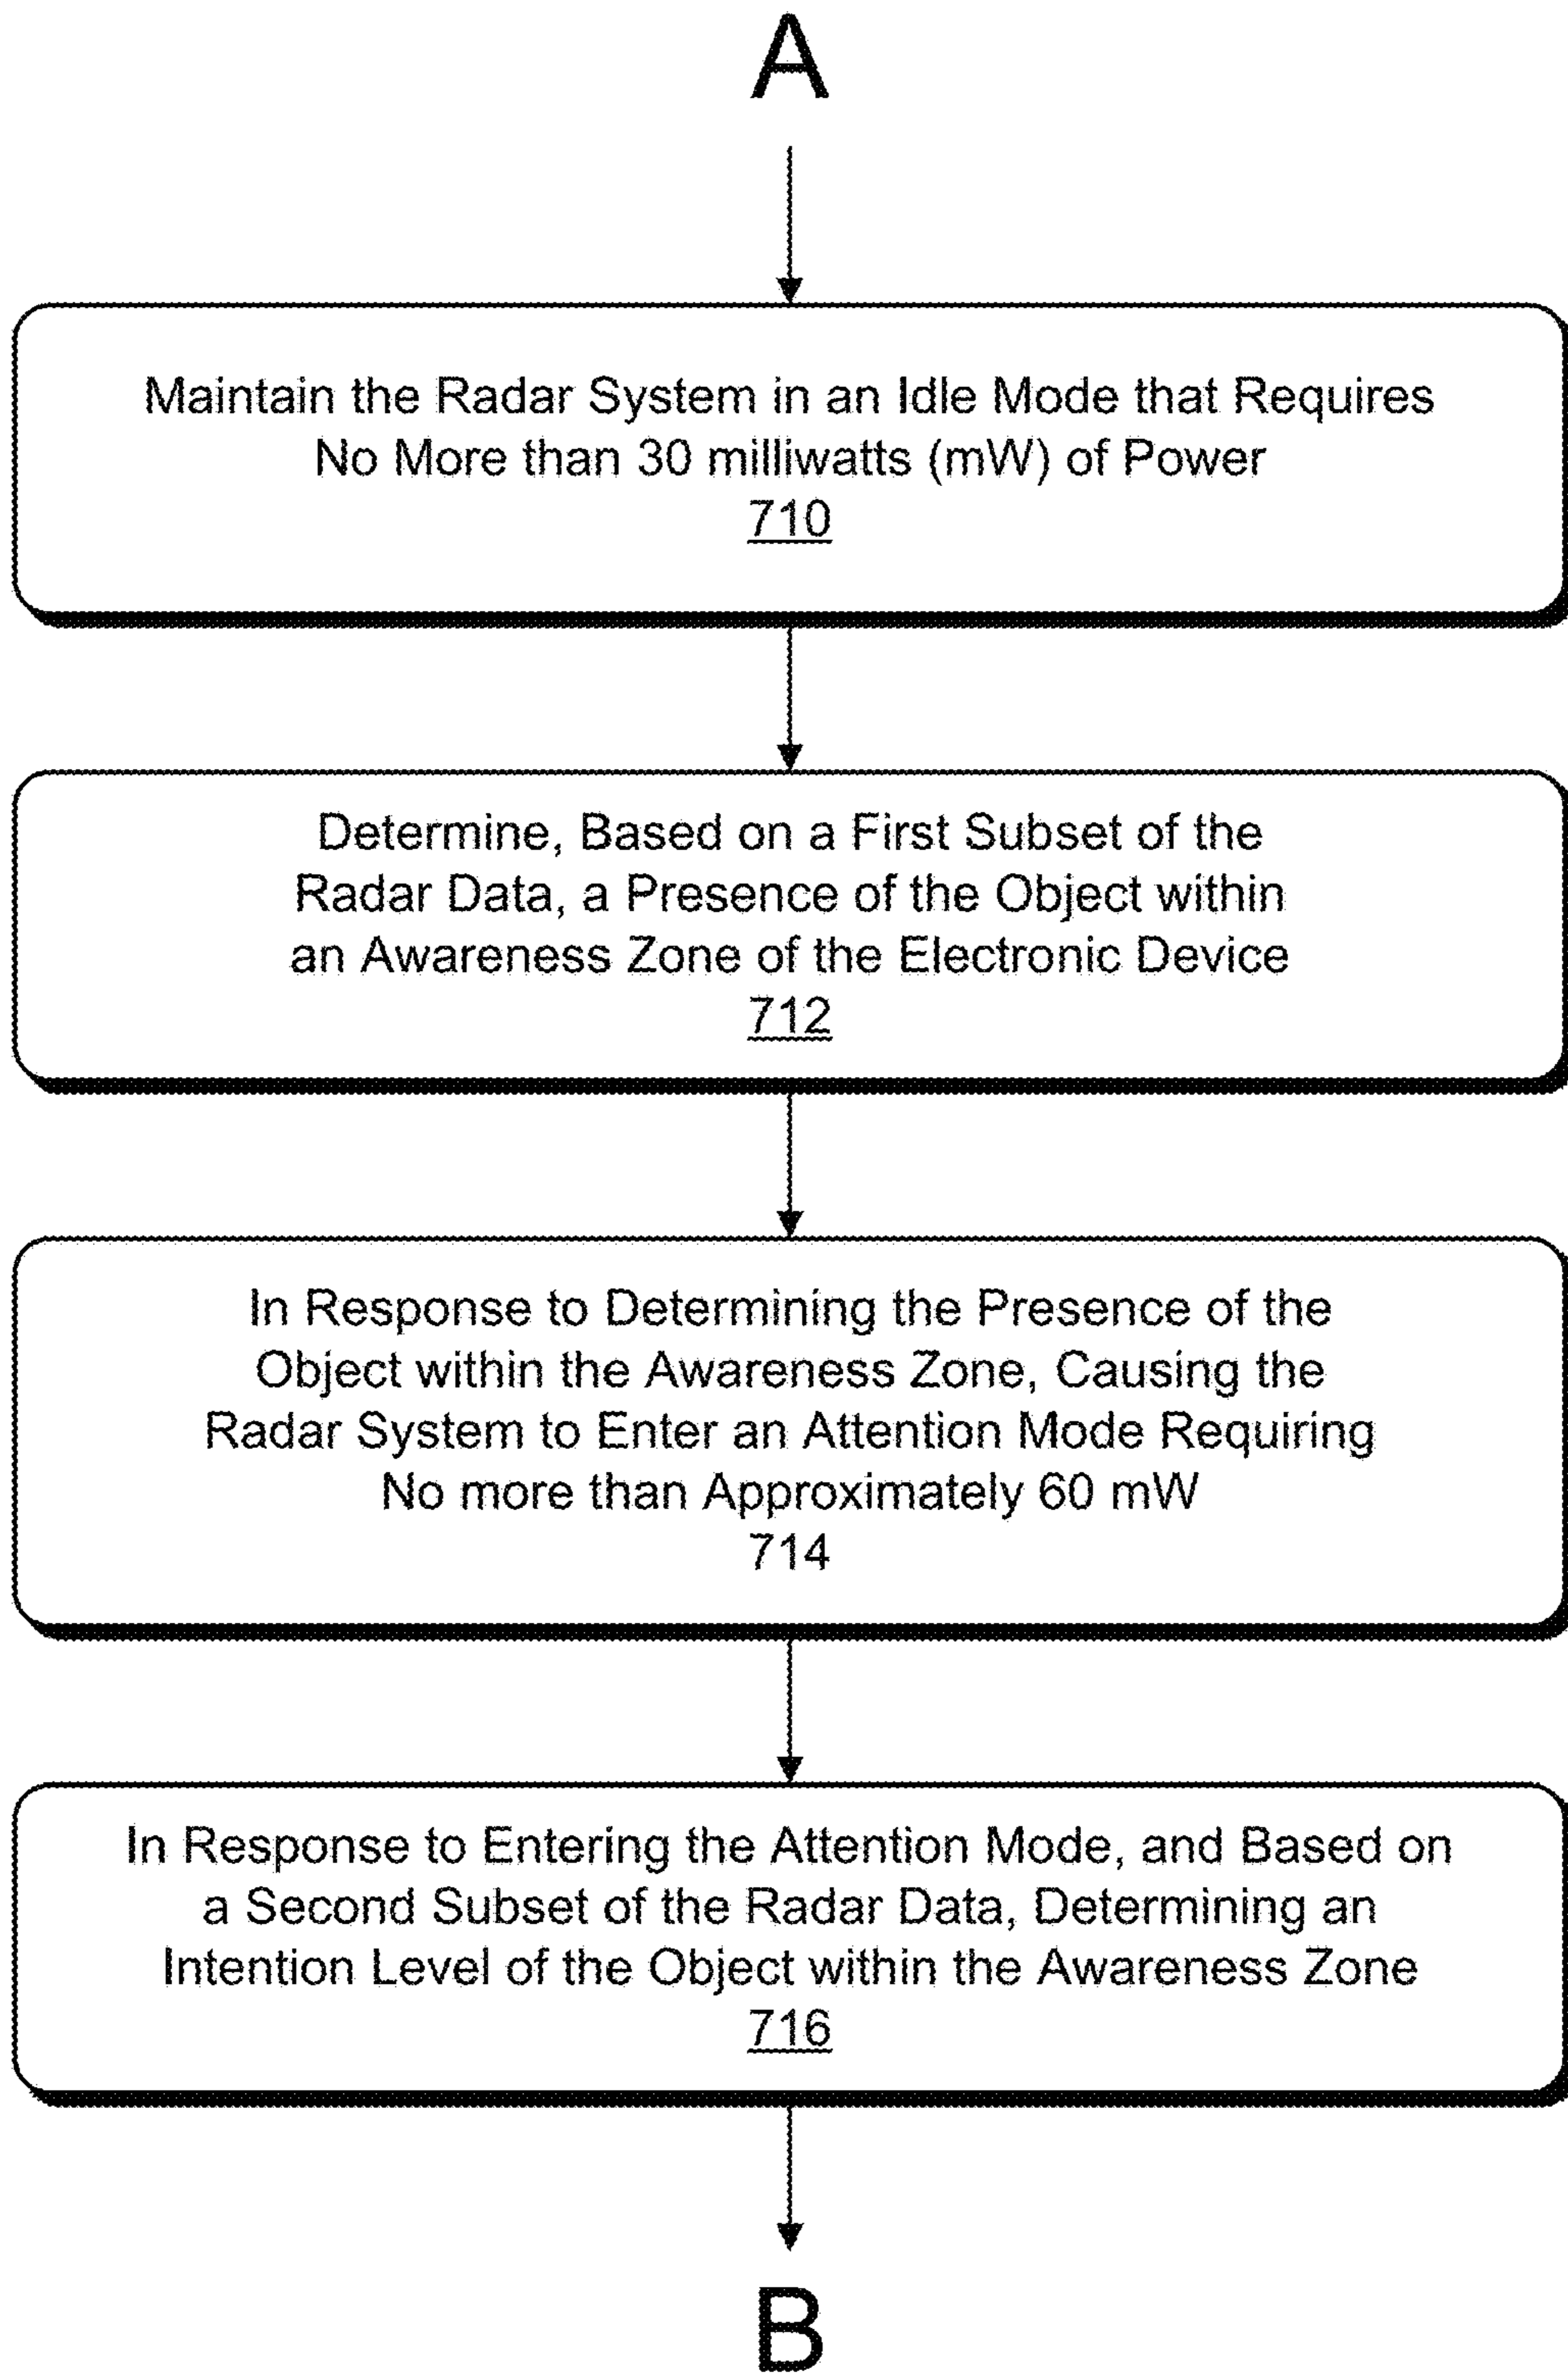 A
Maintain the Radar System in an Idle Mode that Requires
No More than 30 milliwatts (mW) of Power
710
Determine, Based on a First Subset of the
Radar Data, a Presence of the Object within
an Awareness Zone of the Electronic Device
712
In Response to Determining the Presence of the
Object within the Awareness Zone, Causing the
Radar System to Enter an Attention Mode Requiring
No more than Approximately 60 mW
714
In Response to Entering the Attention Mode, and Based on
a Second Subset of the Radar Data, Determining an
Intention Level of the Object within the Awareness Zone
716
B